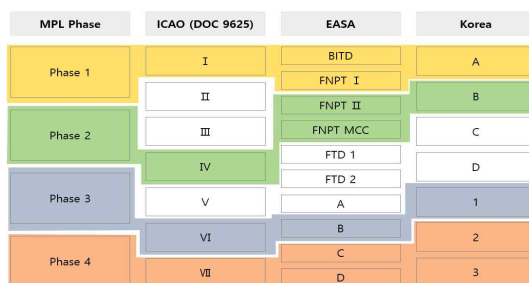 MPL Phase
ICAO (DOC 9625)
EASA
Korea
Phase 1
Phase 2
Phase 3
Phase 4
Ⅰ
Ⅱ
Ⅲ
Ⅳ
Ⅴ
Ⅵ
Ⅶ
BITD
FNPT Ⅰ
FNPT Ⅱ
FNPT MCC
FTD 1
FTD 2
A
B
C
D
A
B
C
D
1
2
3